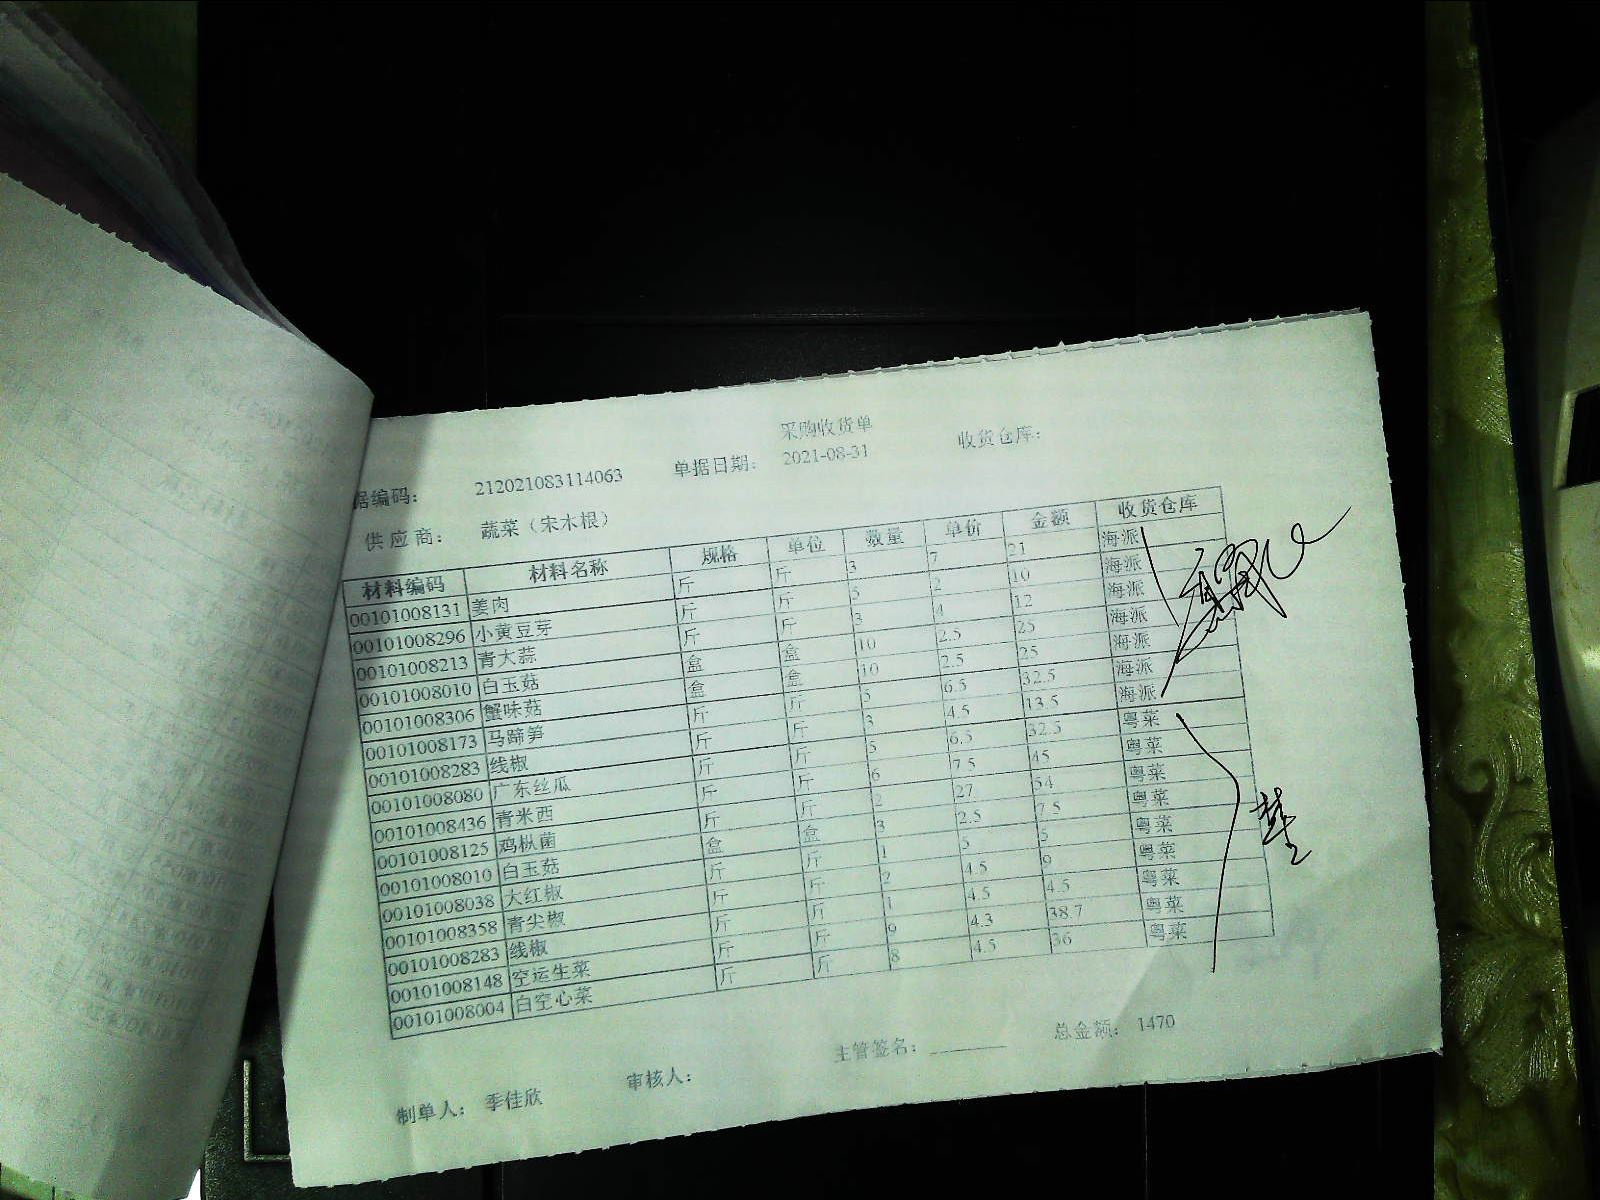 采购收货单
据编码： 212021083114063 单据日期： 2021-08-31 收货仓库：
供应商： 蔬菜（宋木根）
材料编码 材料名称 规格 单位 数量 单价 金额 收货仓库
00101008131 姜肉 斤 斤 3 7 21 海派
00101008296 小黄豆芽 斤 斤 5 2 10 海派
00101008213 青大蒜 斤 斤 3 4 12 海派
00101008010 白玉菇 盒 盒 10 2.5 25 海派
00101008306 蟹味菇 盒 盒 10 2.5 25 海派
00101008173 马蹄笋 斤 斤 5 6.5 32.5 海派
00101008283 线椒 斤 斤 3 4.5 13.5 海派
00101008080 广东丝瓜 斤 斤 5 6.5 32.5 粤菜
00101008436 青米西 斤 斤 6 7.5 45 粤菜
00101008125 鸡枞菌 斤 斤 2 27 54 粤菜
00101008010 白玉菇 盒 盒 3 2.5 7.5 粤菜
00101008038 大红椒 斤 斤 1 5 5 粤菜
00101008358 青尖椒 斤 斤 2 4.5 9 粤菜
00101008283 线椒 斤 斤 1 4.5 4.5 粤菜
00101008148 空运生菜 斤 斤 9 4.3 38.7 粤菜
00101008004 白空心菜 斤 斤 8 4.5 36 粤菜
制单人： 季佳欣 审核人： 主管签名： 总金额： 1470